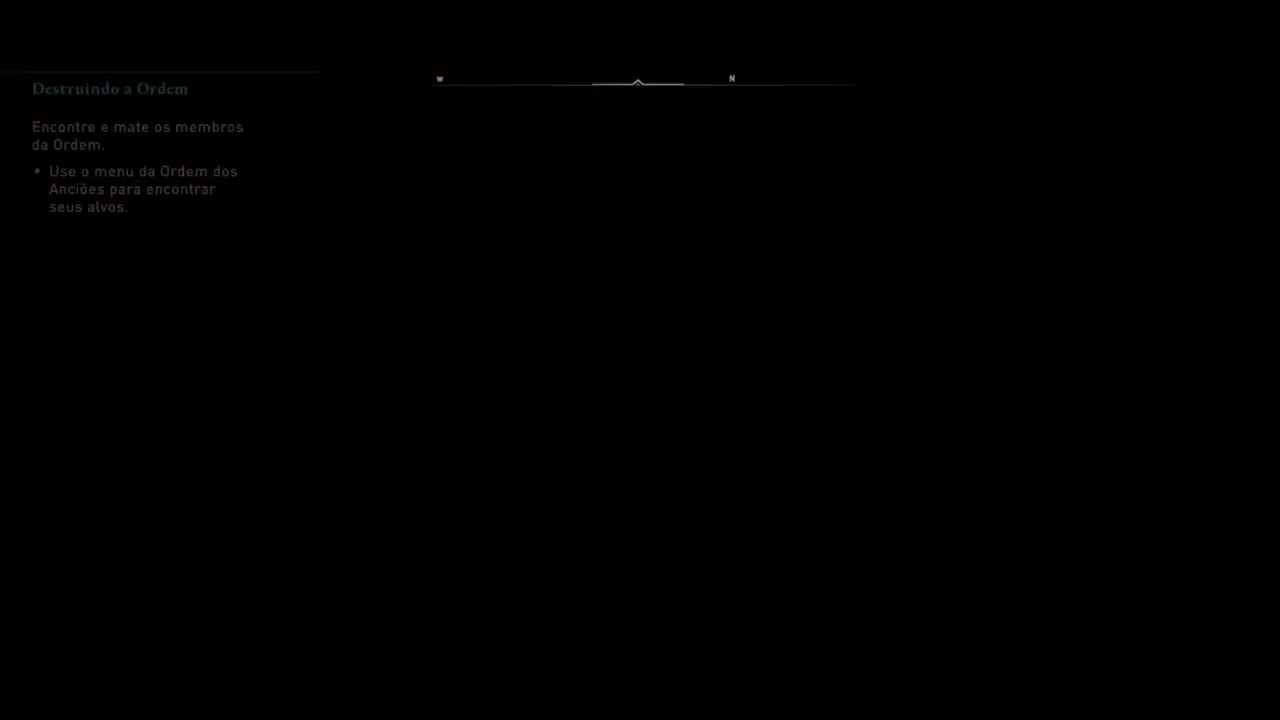 W
N
Destruindo a Ordem
Encontre e mate os membros
da Ordem.
Use o menu da Ordem dos
Anciões para encontrar
seus alvos.